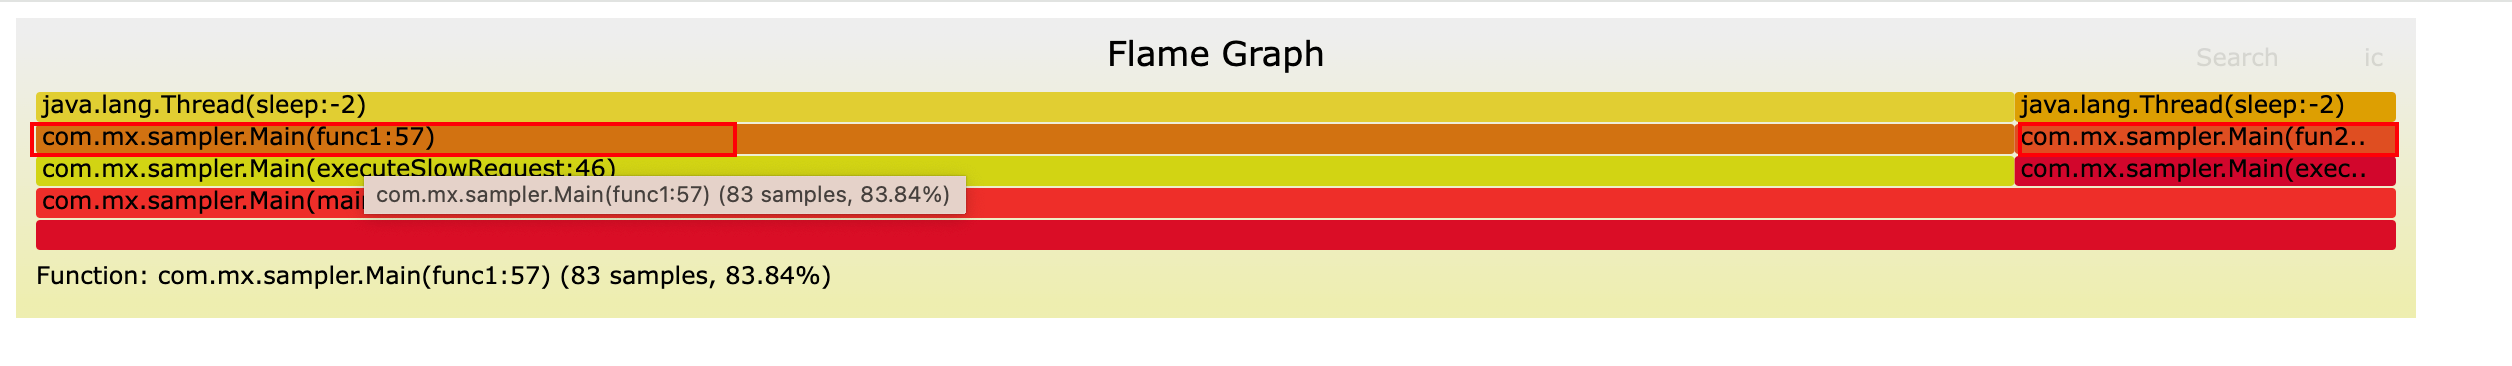 Flame Graph
Search ic
java.lang.Thread(sleep:-2) java.lang.Thread(sleep:-2)
com.mx.sampler.Main(func1:57) com.mx.sampler.Main(fun2..
com.mx.sampler.Main(executeSlowRequest:46) com.mx.sampler.Main(exec..
com.mx.sampler.Main(mai
com.mx.sampler.Main(func1:57) (83 samples, 83.84%)
Function: com.mx.sampler.Main(func1:57) (83 samples, 83.84%)